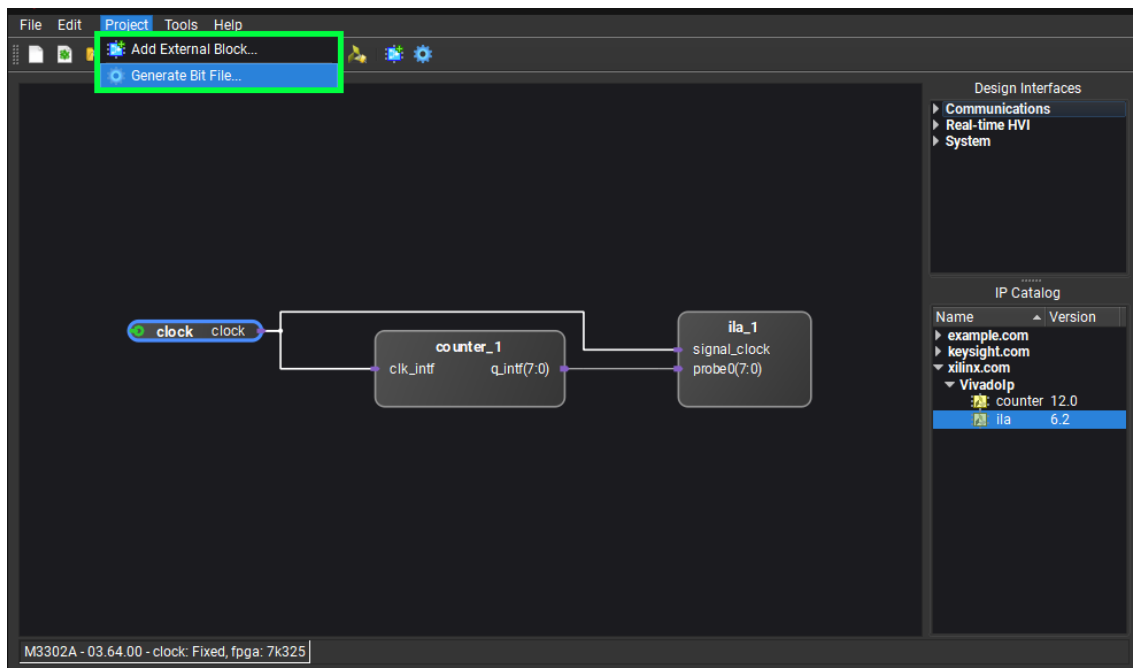 File Edit Project Tools Help
Add External Block...
Generate Bit File...
Design Interfaces
Communications
Real-time HVI
System
clock clock
counter_1
clk_intf q_intf(7:0)
ila_1
signal_clock
probe0(7:0)
IP Catalog
Name Version
example.com
keysight.com
xilinx.com
VivadoIp
counter 12.0
ila 6.2
M3302A - 03.64.00 - clock: Fixed, fpga: 7k325